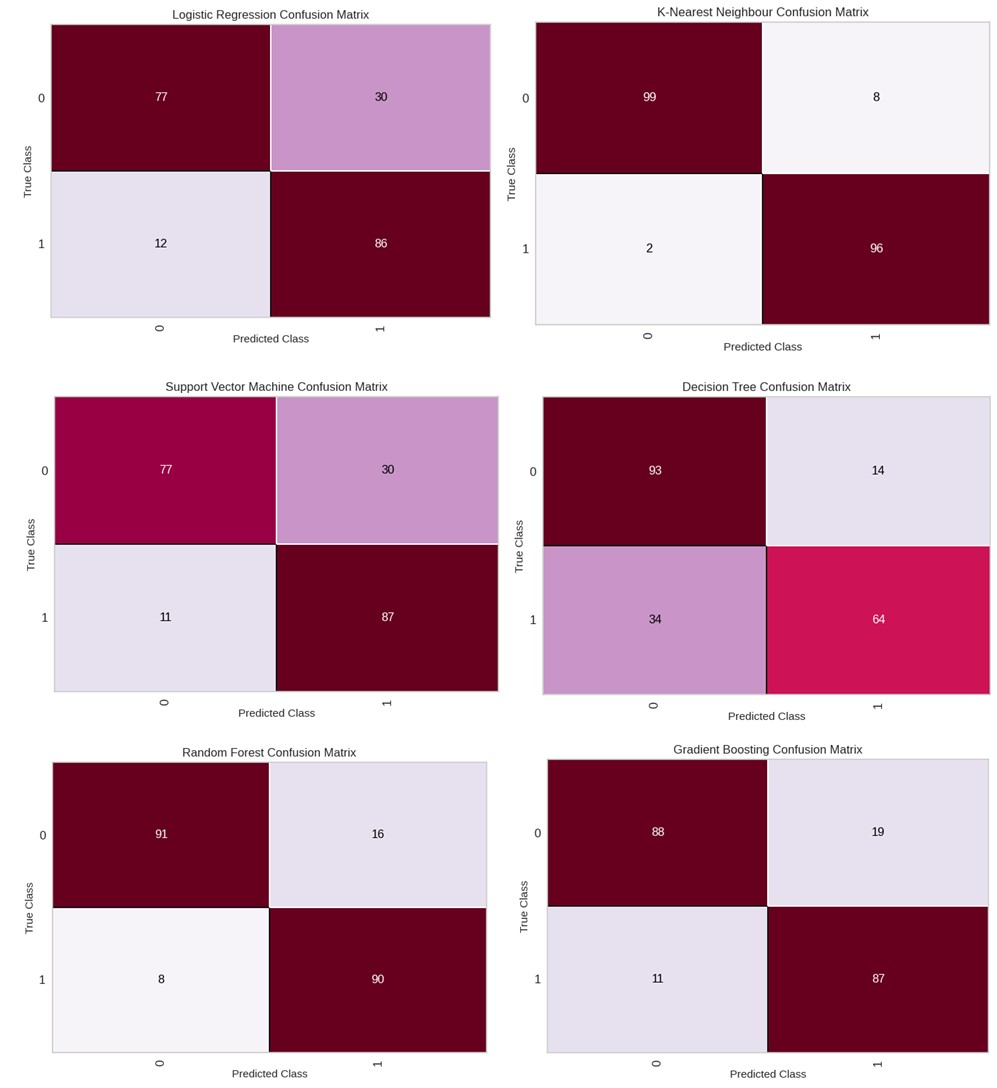 Logistic Regression Confusion Matrix
True Class
0
77
30
1
12
86
0
1
Predicted Class
K-Nearest Neighbour Confusion Matrix
True Class
0
99
8
1
2
96
0
1
Predicted Class
Support Vector Machine Confusion Matrix
True Class
0
77
30
1
11
87
0
1
Predicted Class
Decision Tree Confusion Matrix
True Class
0
93
14
1
34
64
0
1
Predicted Class
Random Forest Confusion Matrix
True Class
0
91
16
1
8
90
0
1
Predicted Class
Gradient Boosting Confusion Matrix
True Class
0
88
19
1
11
87
0
1
Predicted Class